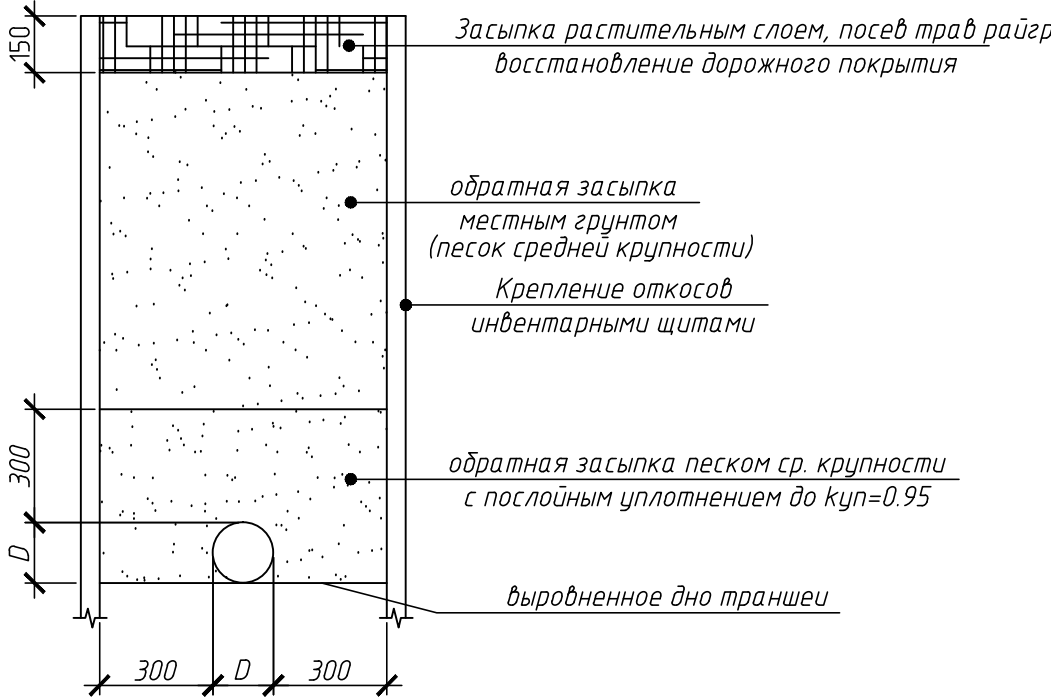 150
Засыпка растительным слоем, посев трав райгр
восстановление дорожного покрытия
обратная засыпка
местным грунтом
(песок средней крупности)
Крепление откосов
инвентарными щитами
300
обратная засыпка песком ср. крупности
с послойным уплотнением до kуп=0.95
D
выровненное дно траншеи
300 D 300